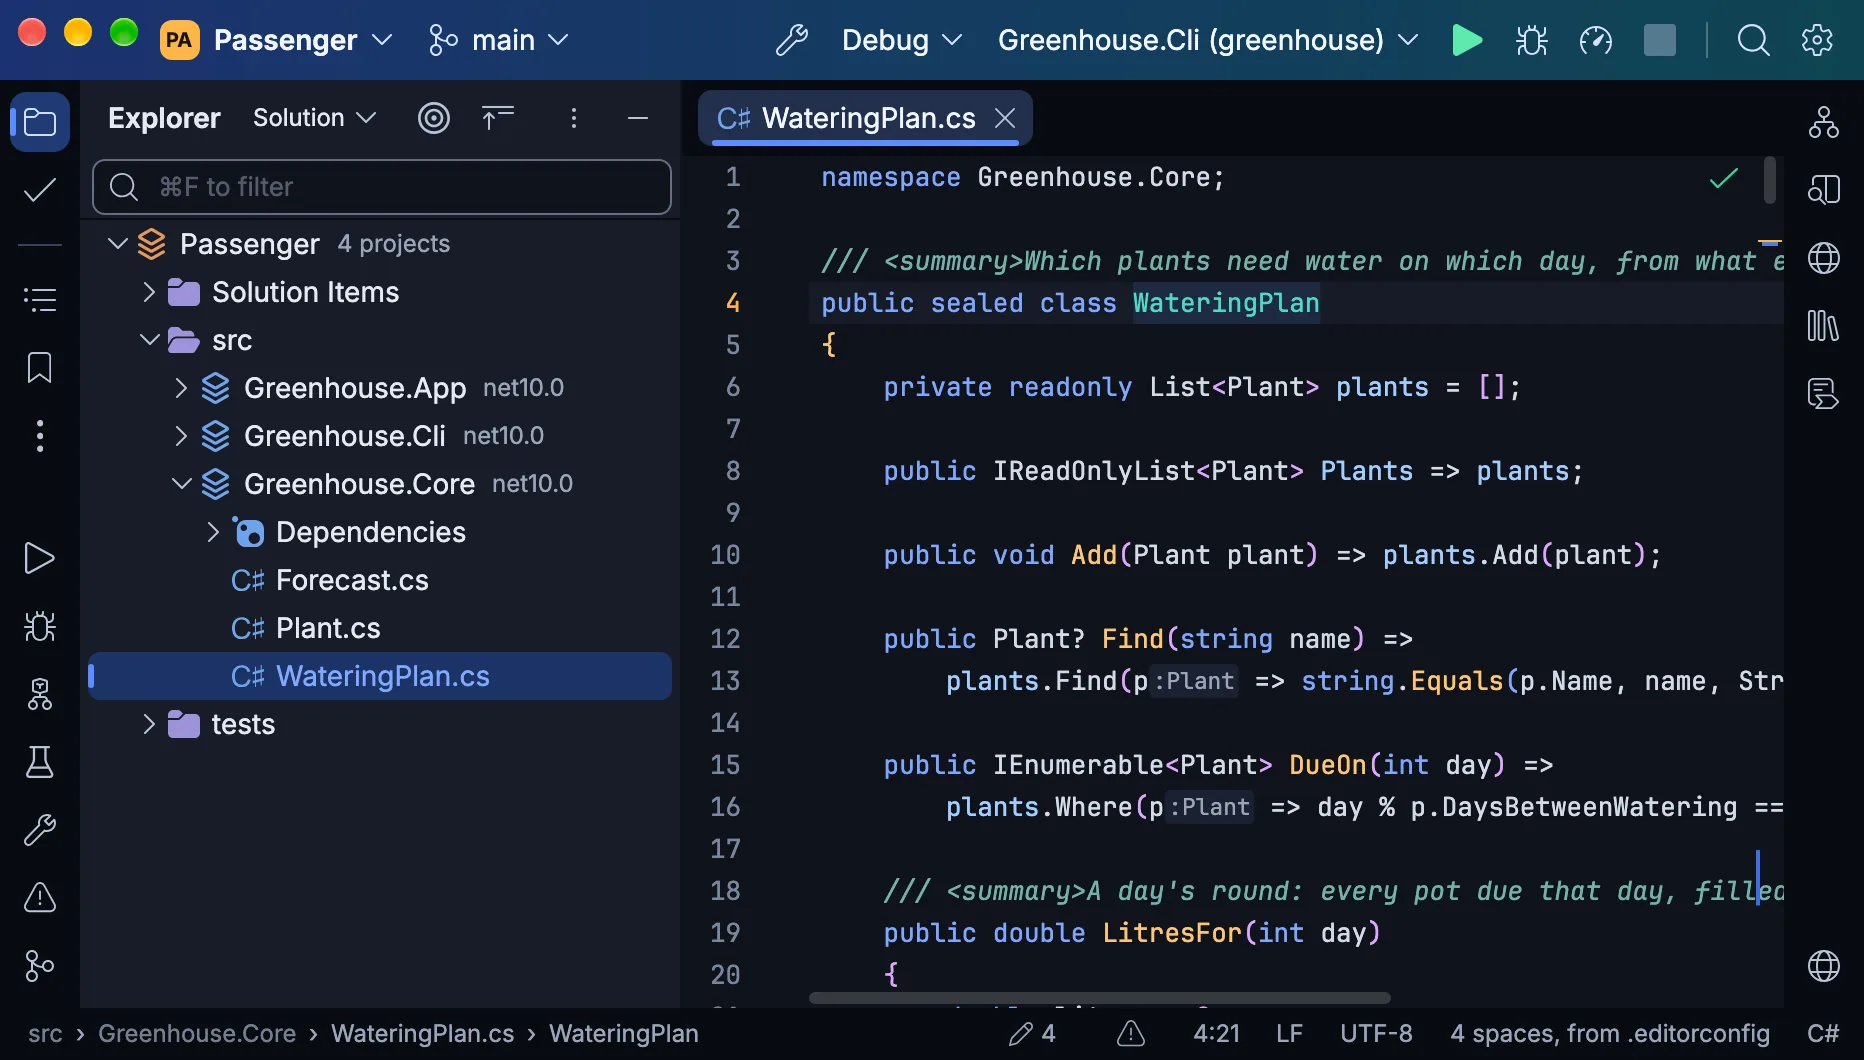 PA Passenger main Debug Greenhouse.Cli (greenhouse)
Explorer Solution
⌘F to filter
Passenger 4 projects
Solution Items
src
Greenhouse.App net10.0
Greenhouse.Cli net10.0
Greenhouse.Core net10.0
Dependencies
C# Forecast.cs
C# Plant.cs
C# WateringPlan.cs
tests
C# WateringPlan.cs
1 namespace Greenhouse.Core;
2
3 /// <summary>Which plants need water on which day, from what e
4 public sealed class WateringPlan
5 {
6 private readonly List<Plant> plants = [];
7
8 public IReadOnlyList<Plant> Plants => plants;
9
10 public void Add(Plant plant) => plants.Add(plant);
11
12 public Plant? Find(string name) =>
13 plants.Find(p :Plant => string.Equals(p.Name, name, Str
14
15 public IEnumerable<Plant> DueOn(int day) =>
16 plants.Where(p :Plant => day % p.DaysBetweenWatering ==
17
18 /// <summary>A day's round: every pot due that day, filled
19 public double LitresFor(int day)
20 {
src › Greenhouse.Core › WateringPlan.cs › WateringPlan 4 4:21 LF UTF-8 4 spaces, from .editorconfig C#